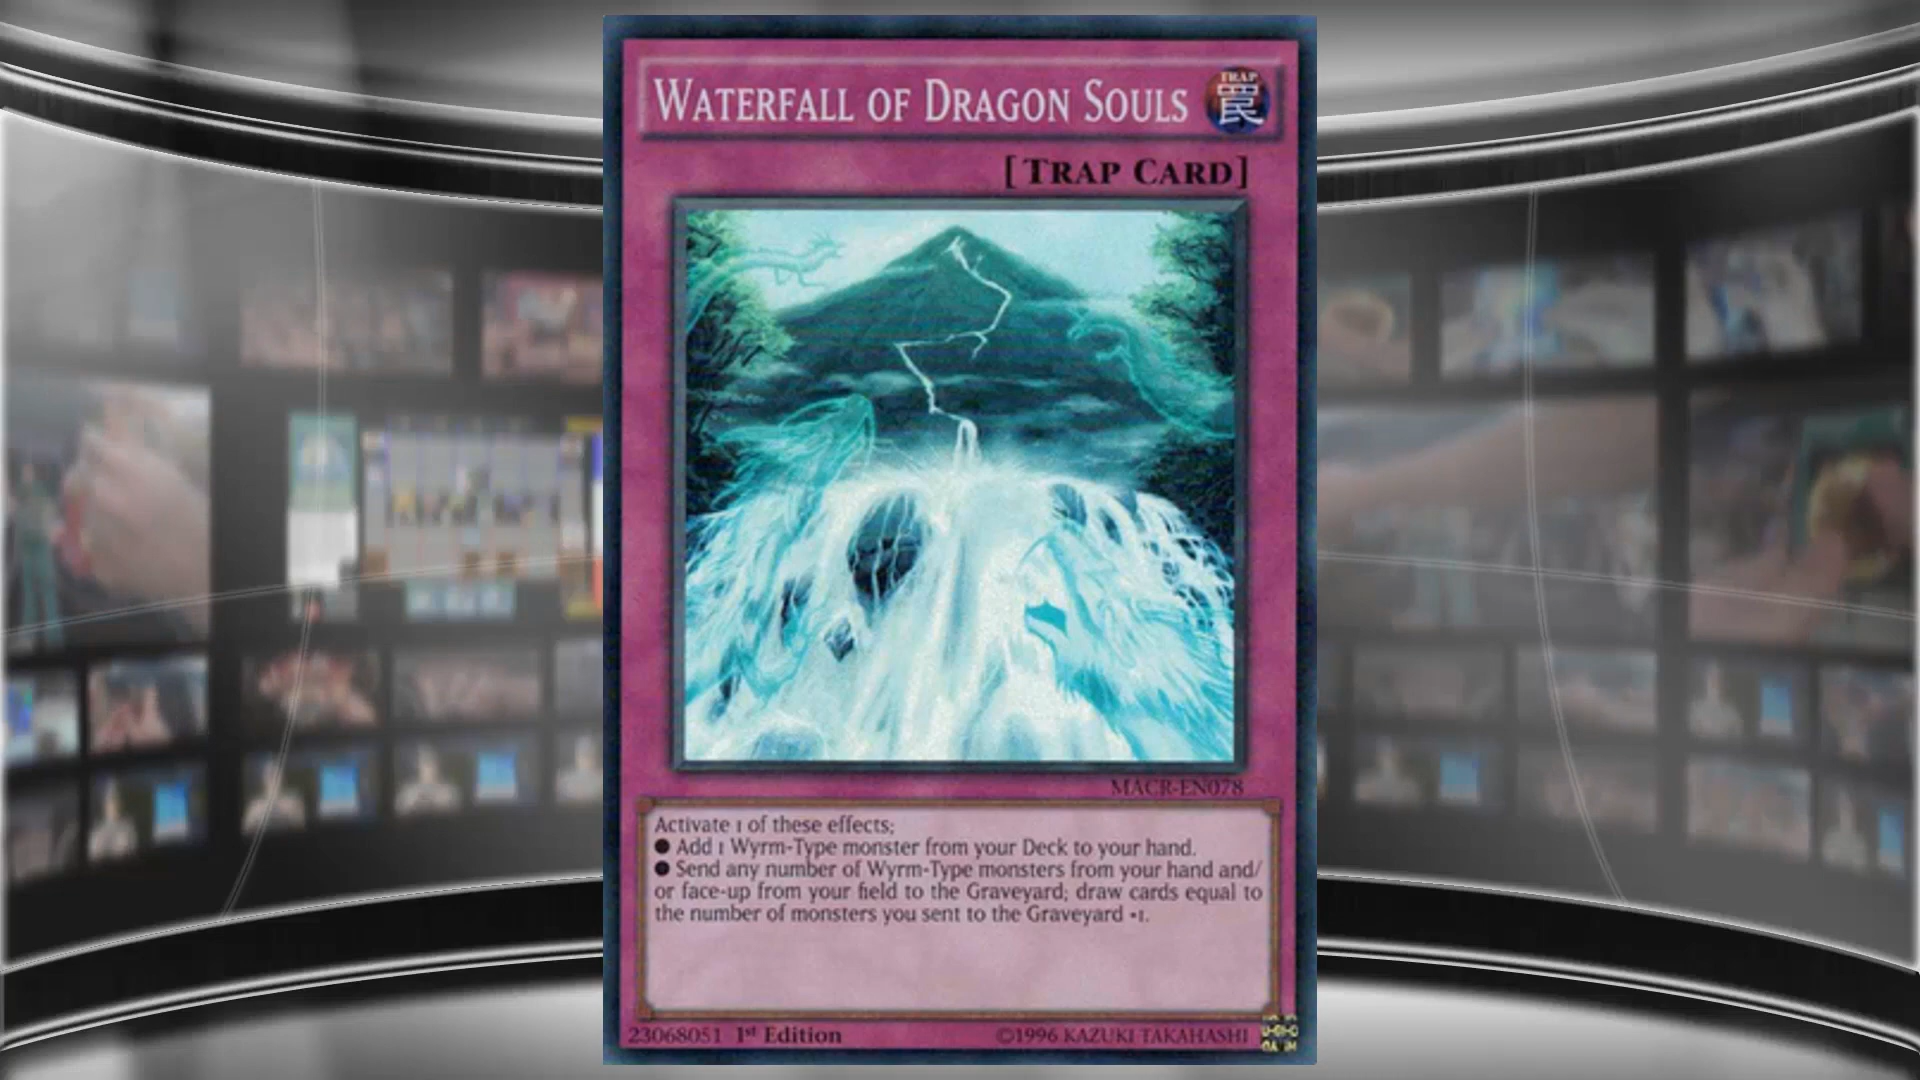 WATERFALL OF DRAGON SOULS
TRAP
罠
[TRAP CARD]
MACR-EN078
Activate 1 of these effects;
● Add 1 Wyrm-Type monster from your Deck to your hand.
● Send any number of Wyrm-Type monsters from your hand and/
or face-up from your field to the Graveyard; draw cards equal to
the number of monsters you sent to the Graveyard +1.
23068051 1st Edition
©1996 KAZUKI TAKAHASHI